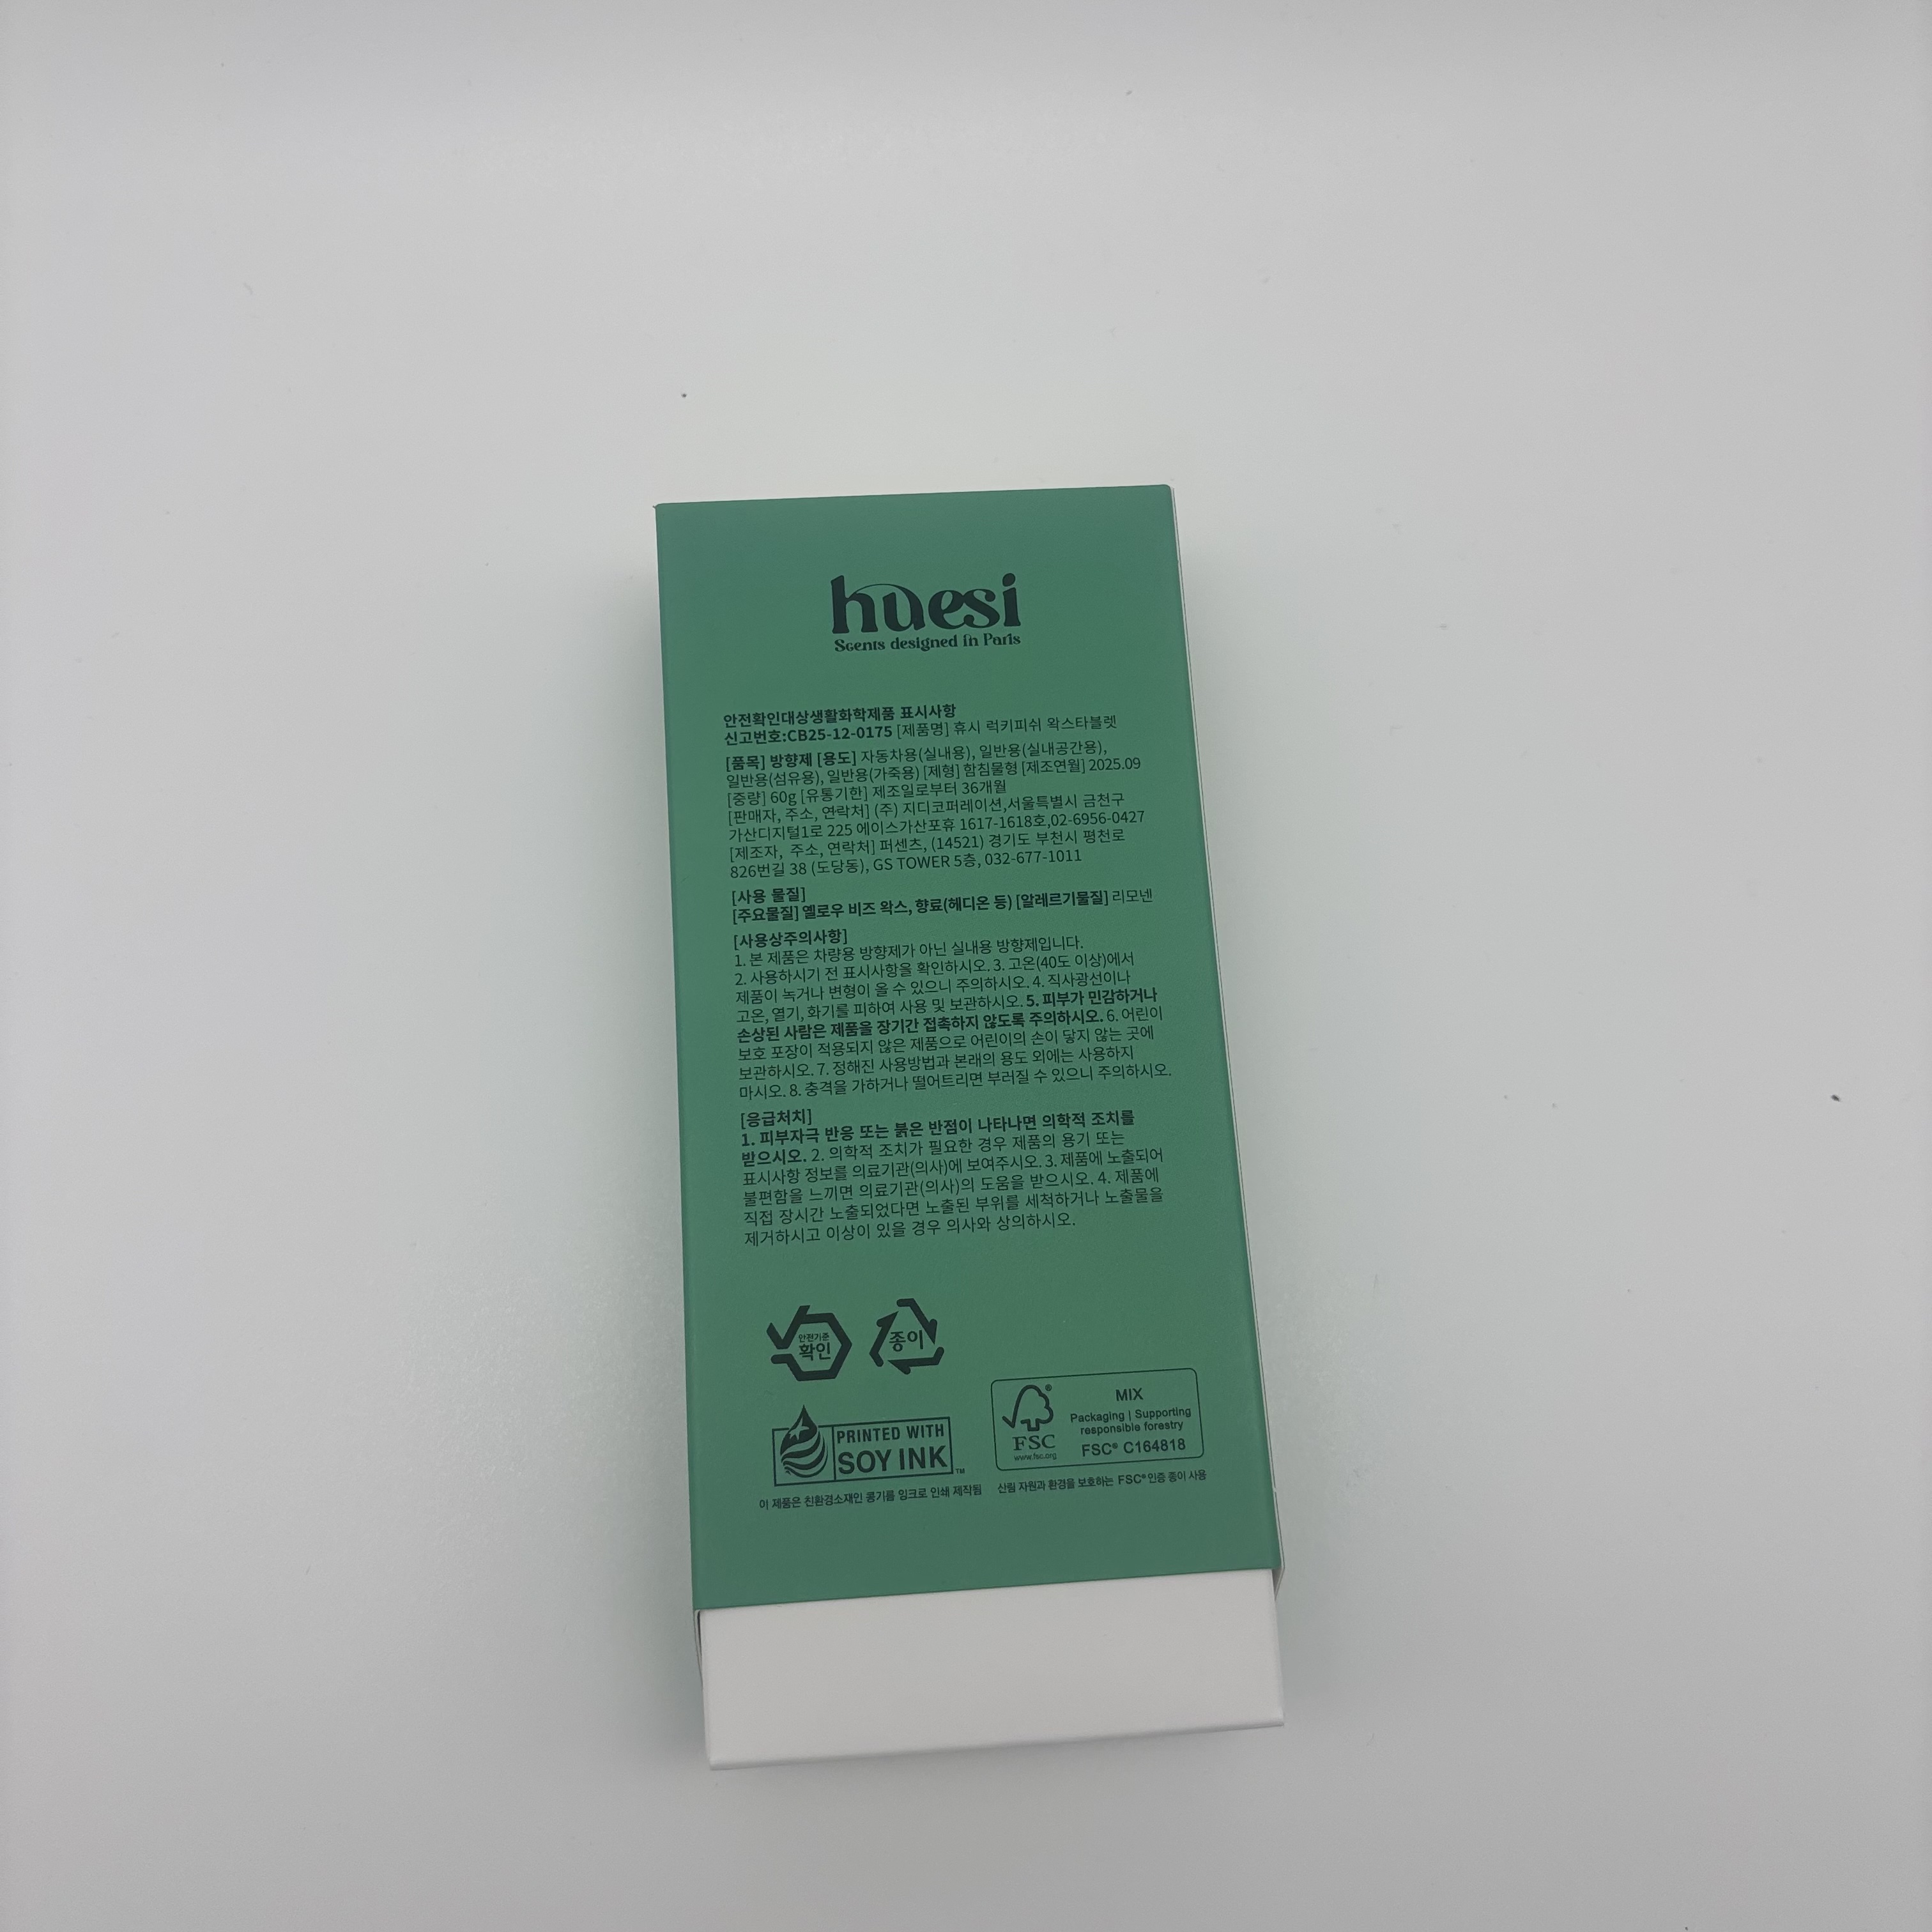 huesi
Scents designed in Paris
안전확인대상생활화학제품 표시사항
신고번호:CB25-12-0175 [제품명] 휴시 럭키피쉬 왁스타블렛
[품목] 방향제 [용도] 자동차용(실내용), 일반용(실내공간용),
일반용(섬유용), 일반용(가죽용) [제형] 함침물형 [제조연월] 2025.09
[중량] 60g [유통기한] 제조일로부터 36개월
[판매자, 주소, 연락처] (주) 지디코퍼레이션,서울특별시 금천구
가산디지털1로 225 에이스가산포휴 1617-1618호,02-6956-0427
[제조자, 주소, 연락처] 퍼센츠, (14521) 경기도 부천시 평천로
826번길 38 (도당동), GS TOWER 5층, 032-677-1011
[사용 물질]
[주요물질] 옐로우 비즈 왁스, 향료(헤디온 등) [알레르기물질] 리모넨
[사용상주의사항]
1. 본 제품은 차량용 방향제가 아닌 실내용 방향제입니다.
2. 사용하시기 전 표시사항을 확인하시오. 3. 고온(40도 이상)에서
제품이 녹거나 변형이 올 수 있으니 주의하시오. 4. 직사광선이나
고온, 열기, 화기를 피하여 사용 및 보관하시오. 5. 피부가 민감하거나
손상된 사람은 제품을 장기간 접촉하지 않도록 주의하시오. 6. 어린이
보호 포장이 적용되지 않은 제품으로 어린이의 손이 닿지 않는 곳에
보관하시오. 7. 정해진 사용방법과 본래의 용도 외에는 사용하지
마시오. 8. 충격을 가하거나 떨어트리면 부러질 수 있으니 주의하시오.
[응급처치]
1. 피부자극 반응 또는 붉은 반점이 나타나면 의학적 조치를
받으시오. 2. 의학적 조치가 필요한 경우 제품의 용기 또는
표시사항 정보를 의료기관(의사)에 보여주시오. 3. 제품에 노출되어
불편함을 느끼면 의료기관(의사)의 도움을 받으시오. 4. 제품에
직접 장시간 노출되었다면 노출된 부위를 세척하거나 노출물을
제거하시고 이상이 있을 경우 의사와 상의하시오.
안전기준
확인
종이
PRINTED WITH
SOY INK™
이 제품은 친환경소재인 콩기름 잉크로 인쇄 제작됨
FSC
www.fsc.org
MIX
Packaging | Supporting
responsible forestry
FSC® C164818
산림 자원과 환경을 보호하는 FSC®인증 종이 사용